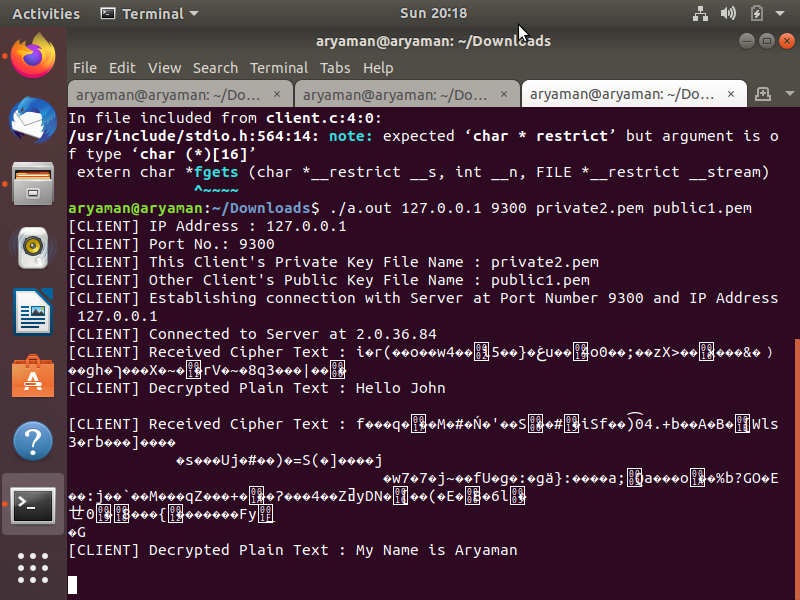 Activities
Terminal
Sun 20:18
aryaman@aryaman: ~/Downloads
File Edit View Search Terminal Tabs Help
aryaman@aryaman: ~/Do... ×
aryaman@aryaman: ~/Do... ×
aryaman@aryaman: ~/Do... ×
In file included from client.c:4:0:
/usr/include/stdio.h:564:14: note: expected ‘char * restrict’ but argument is o
f type ‘char (*)[16]’
extern char *fgets (char *__restrict __s, int __n, FILE *__restrict __stream)
^~~~~
aryaman@aryaman:~/Downloads$ ./a.out 127.0.0.1 9300 private2.pem public1.pem
[CLIENT] IP Address : 127.0.0.1
[CLIENT] Port No.: 9300
[CLIENT] This Client's Private Key File Name : private2.pem
[CLIENT] Other Client's Public Key File Name : public1.pem
[CLIENT] Establishing connection with Server at Port Number 9300 and IP Address
127.0.0.1
[CLIENT] Connected to Server at 2.0.36.84
[CLIENT] Received Cipher Text :
[CLIENT] Decrypted Plain Text : Hello John
[CLIENT] Received Cipher Text :
[CLIENT] Decrypted Plain Text : My Name is Aryaman